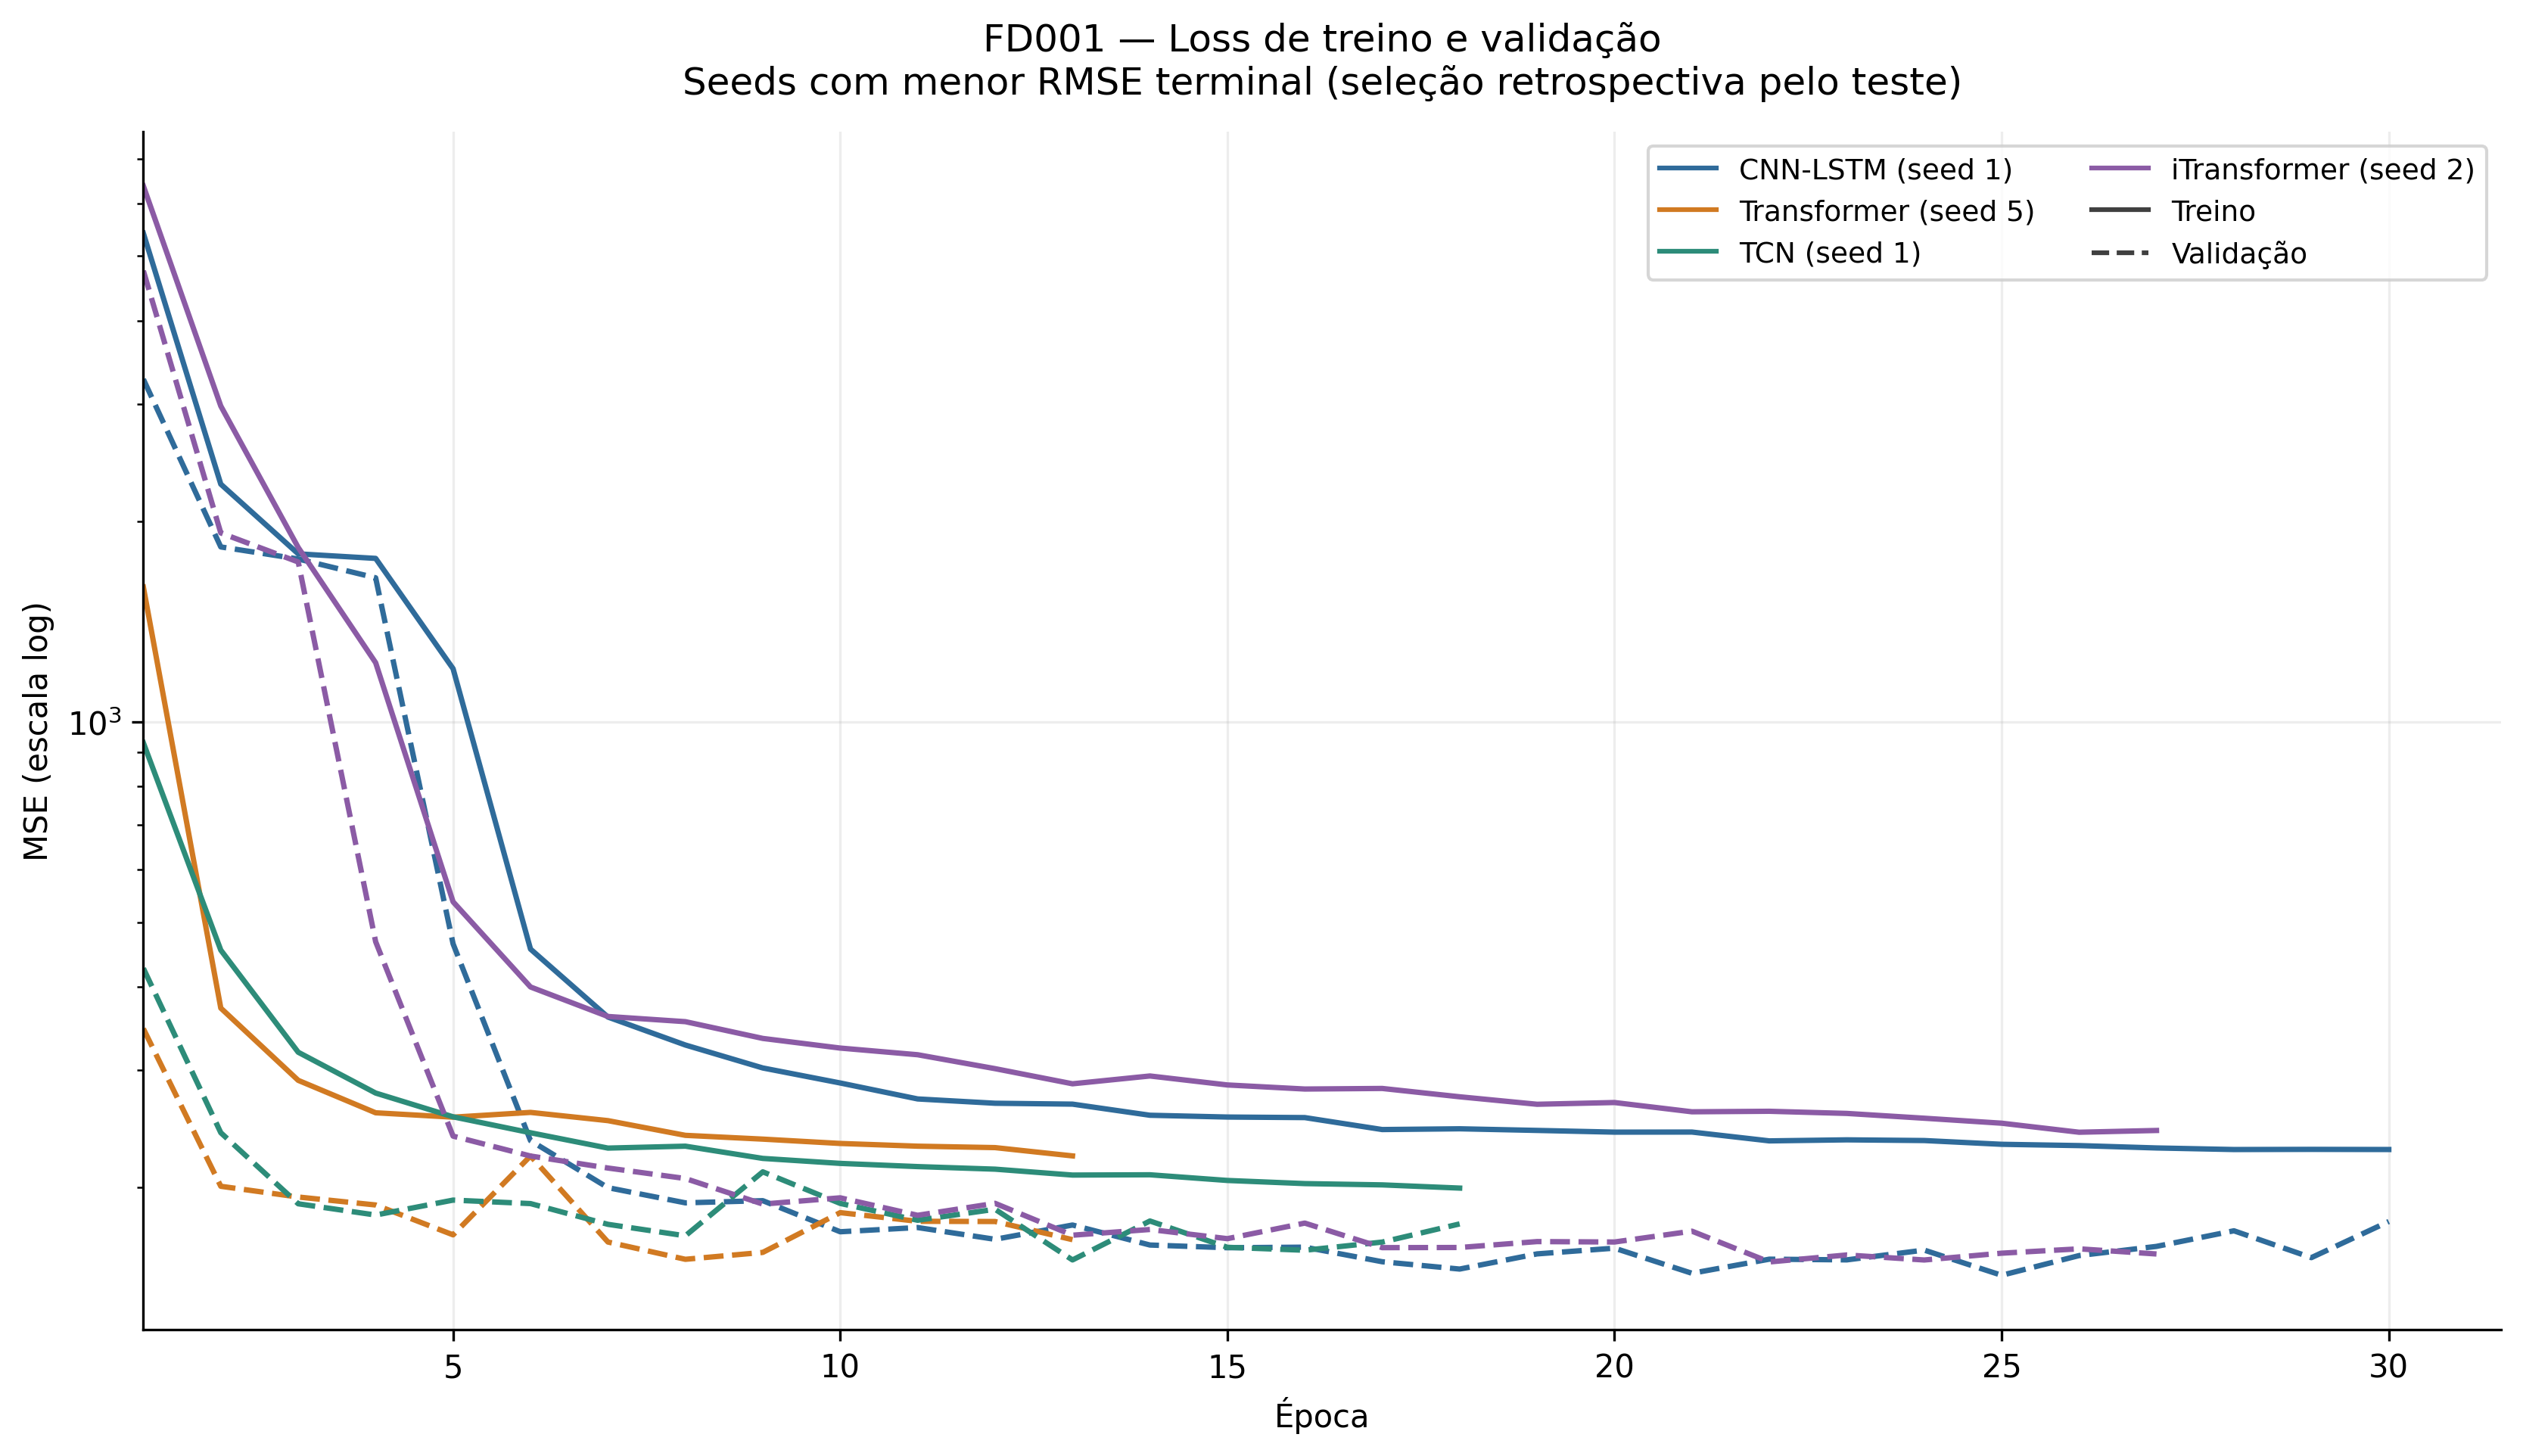 FD001 — Loss de treino e validação
Seeds com menor RMSE terminal (seleção retrospectiva pelo teste)
CNN-LSTM (seed 1)
Transformer (seed 5)
TCN (seed 1)
iTransformer (seed 2)
Treino
Validação
MSE (escala log)
10³
5 10 15 20 25 30
Época